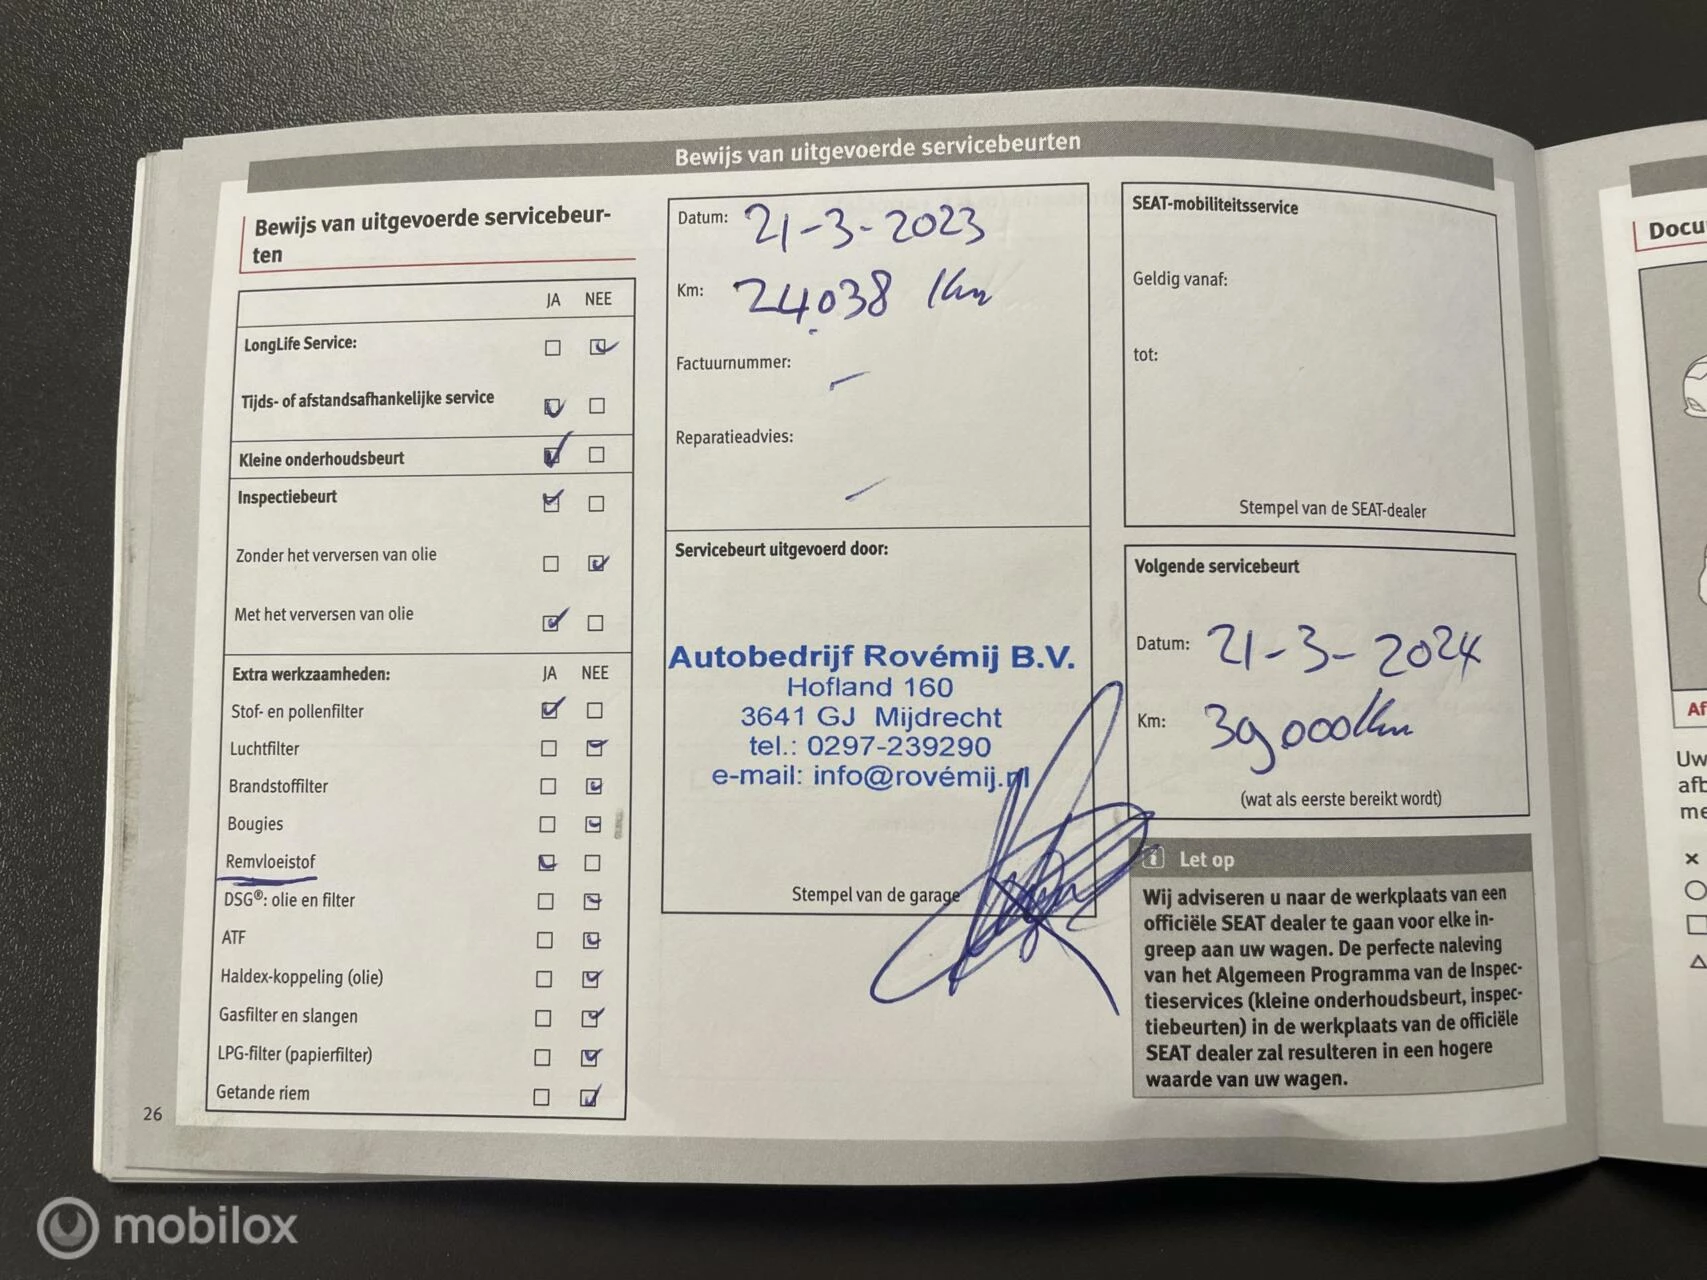 Bewijs van uitgevoerde servicebeurten
Bewijs van uitgevoerde servicebeur-
ten
JA NEE
LongLife Service:
Tijds- of afstandsafhankelijke service
Kleine onderhoudsbeurt
Inspectiebeurt
Zonder het verversen van olie
Met het verversen van olie
Extra werkzaamheden: JA NEE
Stof- en pollenfilter
Luchtfilter
Brandstoffilter
Bougies
Remvloeistof
DSG®: olie en filter
ATF
Haldex-koppeling (olie)
Gasfilter en slangen
LPG-filter (papierfilter)
Getande riem
26
Datum: 21-3-2023
Km: 24.038 Km
Factuurnummer: -
Reparatieadvies: -
Servicebeurt uitgevoerd door:
Autobedrijf Rovémij B.V.
Hofland 160
3641 GJ Mijdrecht
tel.: 0297-239290
e-mail: info@rovémij.nl
Stempel van de garage
SEAT-mobiliteitsservice
Geldig vanaf:
tot:
Stempel van de SEAT-dealer
Volgende servicebeurt
Datum: 21-3-2024
Km: 39000Km
(wat als eerste bereikt wordt)
Let op
Wij adviseren u naar de werkplaats van een
officiële SEAT dealer te gaan voor elke in-
greep aan uw wagen. De perfecte naleving
van het Algemeen Programma van de Inspec-
tieservices (kleine onderhoudsbeurt, inspec-
tiebeurten) in de werkplaats van de officiële
SEAT dealer zal resulteren in een hogere
waarde van uw wagen.
Docu
Af
Uw
afb
me
mobilox